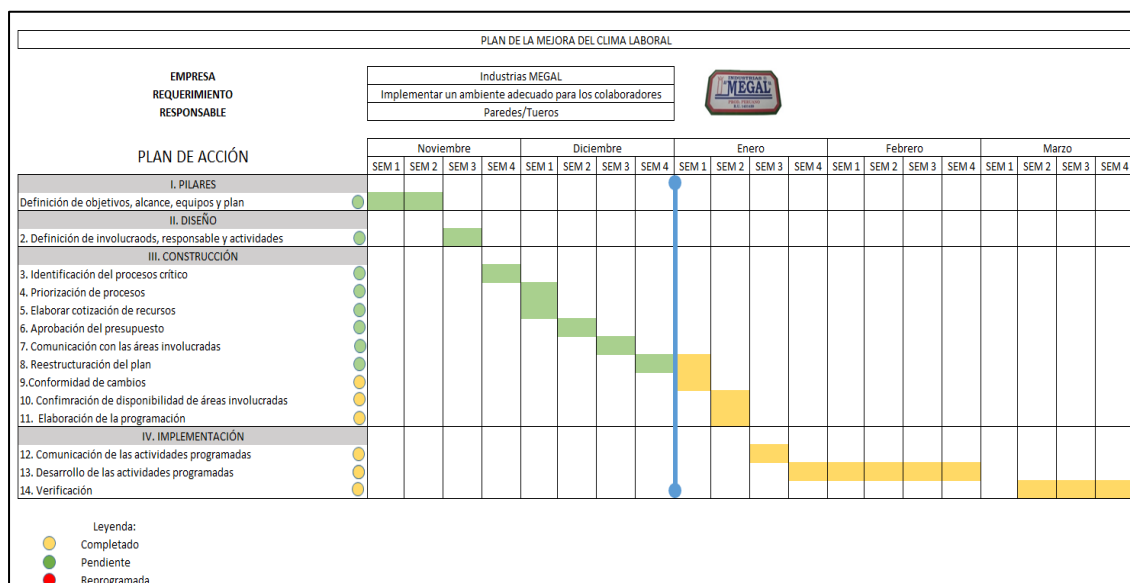 PLAN DE LA MEJORA DEL CLIMA LABORAL
EMPRESA Industrias MEGAL
REQUERIMIENTO Implementar un ambiente adecuado para los colaboradores
RESPONSABLE Paredes/Tueros
INDUSTRIAS
MEGAL
PLAN DE ACCIÓN
Noviembre Diciembre Enero Febrero Marzo
SEM 1 SEM 2 SEM 3 SEM 4 SEM 1 SEM 2 SEM 3 SEM 4 SEM 1 SEM 2 SEM 3 SEM 4 SEM 1 SEM 2 SEM 3 SEM 4 SEM 1 SEM 2 SEM 3 SEM 4
I. PILARES
Definición de objetivos, alcance, equipos y plan
II. DISEÑO
2. Definición de involucraods, responsable y actividades
III. CONSTRUCCIÓN
3. Identificación del procesos crítico
4. Priorización de procesos
5. Elaborar cotización de recursos
6. Aprobación del presupuesto
7. Comunicación con las áreas involucradas
8. Reestructuración del plan
9.Conformidad de cambios
10. Confimración de disponibilidad de áreas involucradas
11. Elaboración de la programación
IV. IMPLEMENTACIÓN
12. Comunicación de las actividades programadas
13. Desarrollo de las actividades programadas
14. Verificación
Leyenda:
Completado
Pendiente
Reprogramada